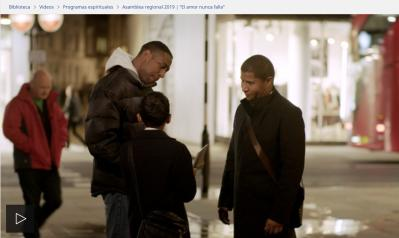 Biblioteca > Vídeos > Programas espirituales > Asamblea regional 2019 | "El amor nunca falla"